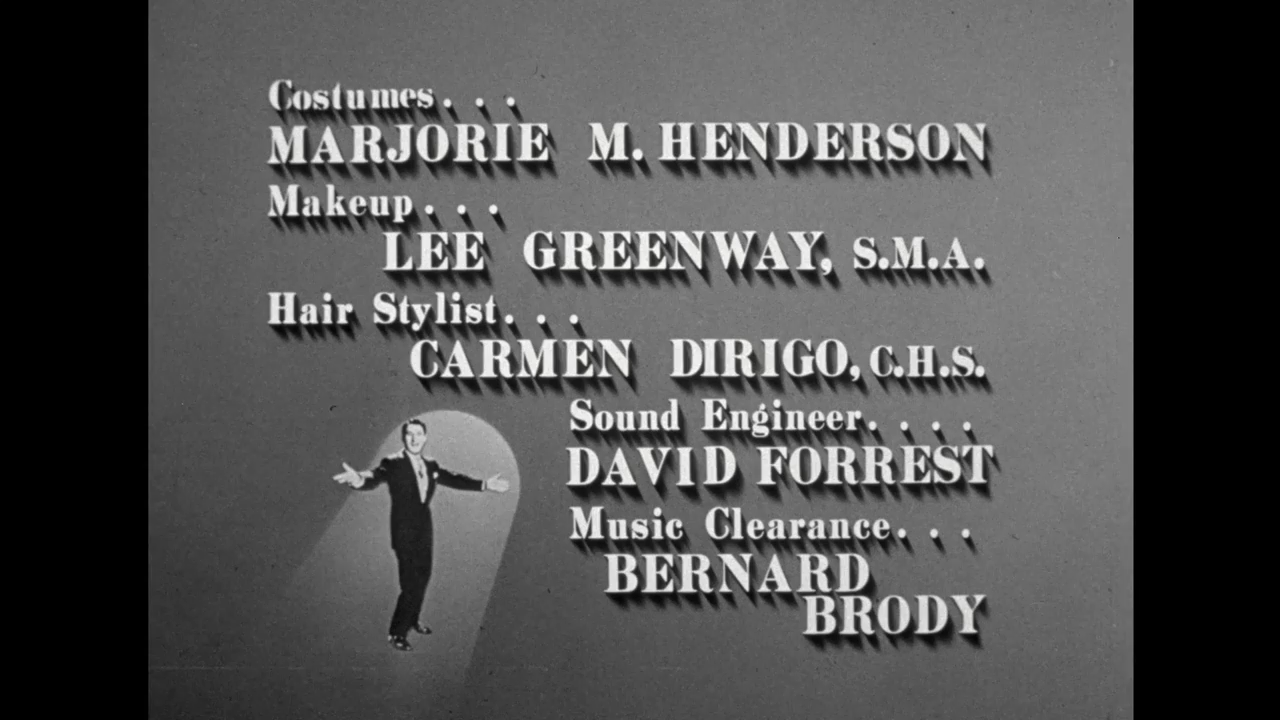 Costumes...
MARJORIE M. HENDERSON
Makeup...
LEE GREENWAY, S.M.A.
Hair Stylist...
CARMEN DIRIGO, C.H.S.
Sound Engineer....
DAVID FORREST
Music Clearance...
BERNARD
BRODY